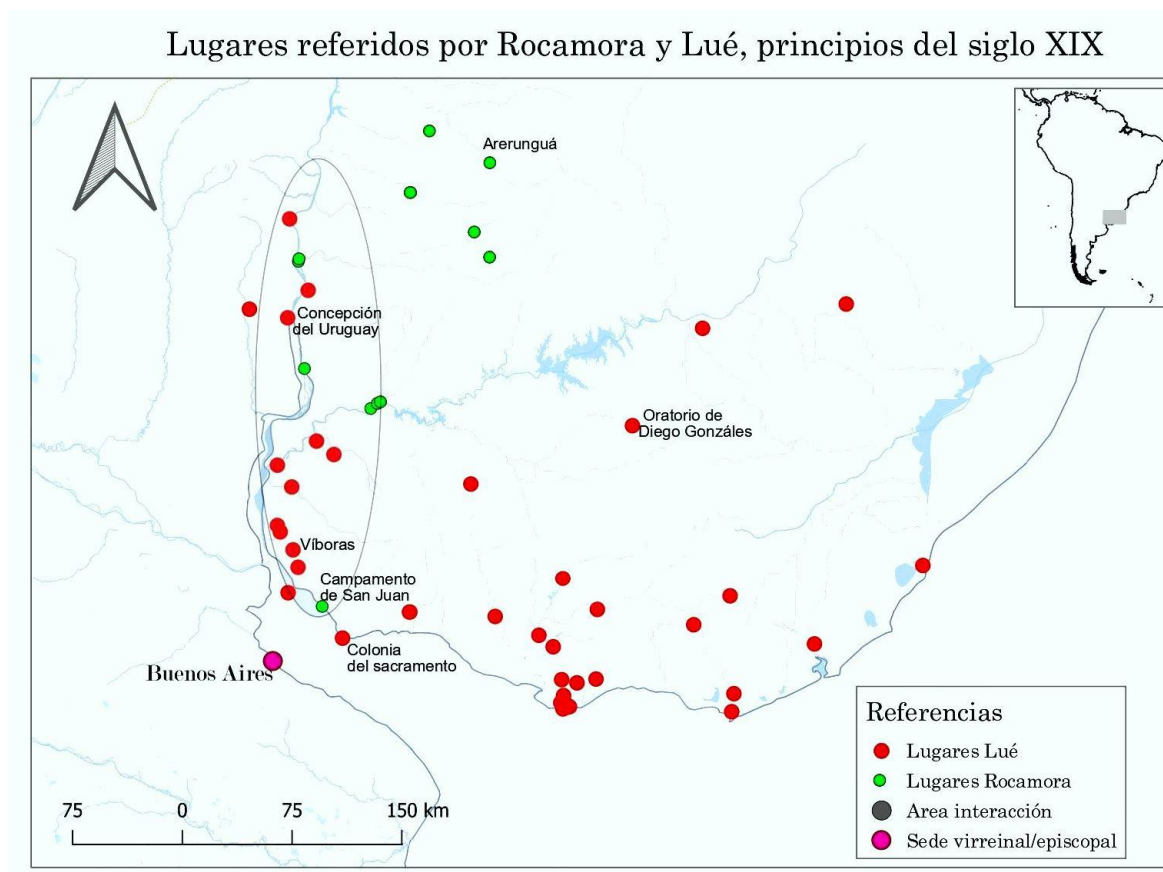 Lugares referidos por Rocamora y Lué, principios del siglo XIX
Arerunguá
Concepción
del Uruguay
Oratorio de
Diego Gonzáles
Víboras
Campamento
de San Juan
Colonia
del sacramento
Buenos Aires
Referencias
Lugares Lué
Lugares Rocamora
Area interacción
Sede virreinal/episcopal
75 0 75 150 km